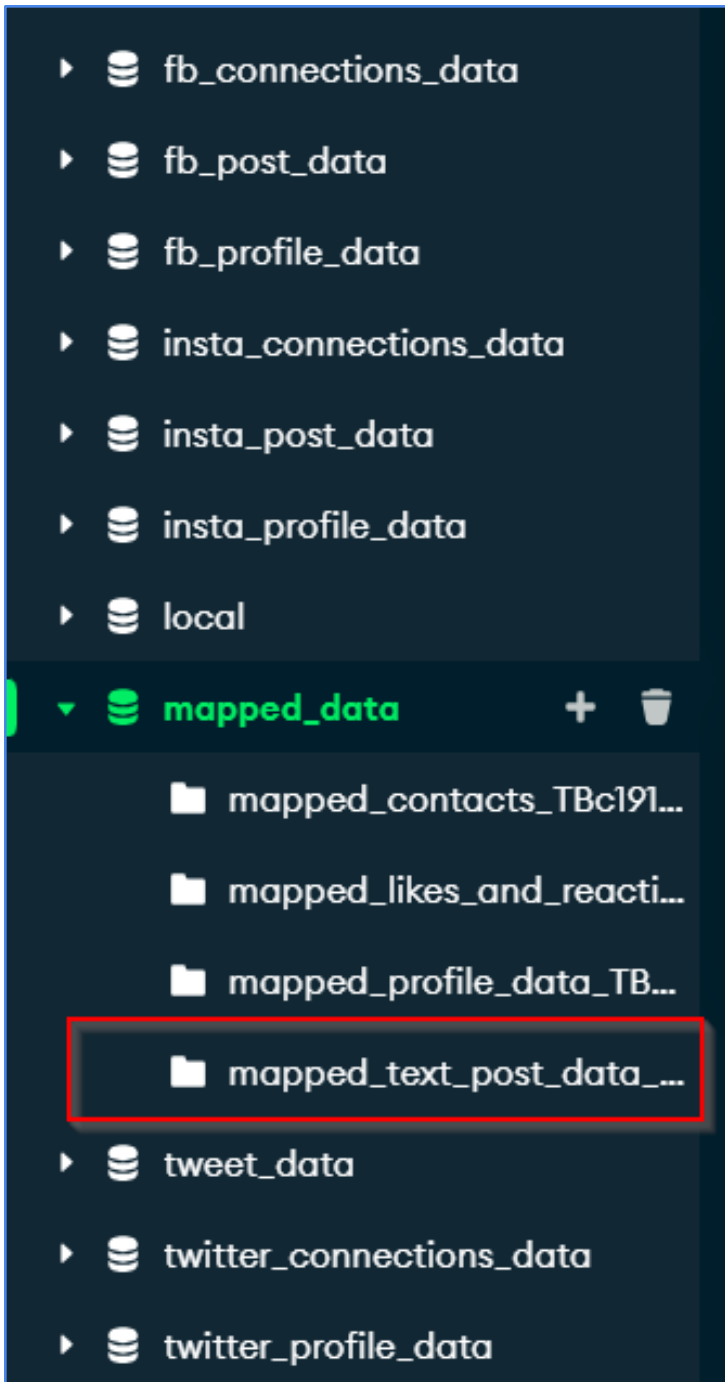 fb_connections_data
fb_post_data
fb_profile_data
insta_connections_data
insta_post_data
insta_profile_data
local
mapped_data
mapped_contacts_TBc191...
mapped_likes_and_reacti...
mapped_profile_data_TB...
mapped_text_post_data_...
tweet_data
twitter_connections_data
twitter_profile_data